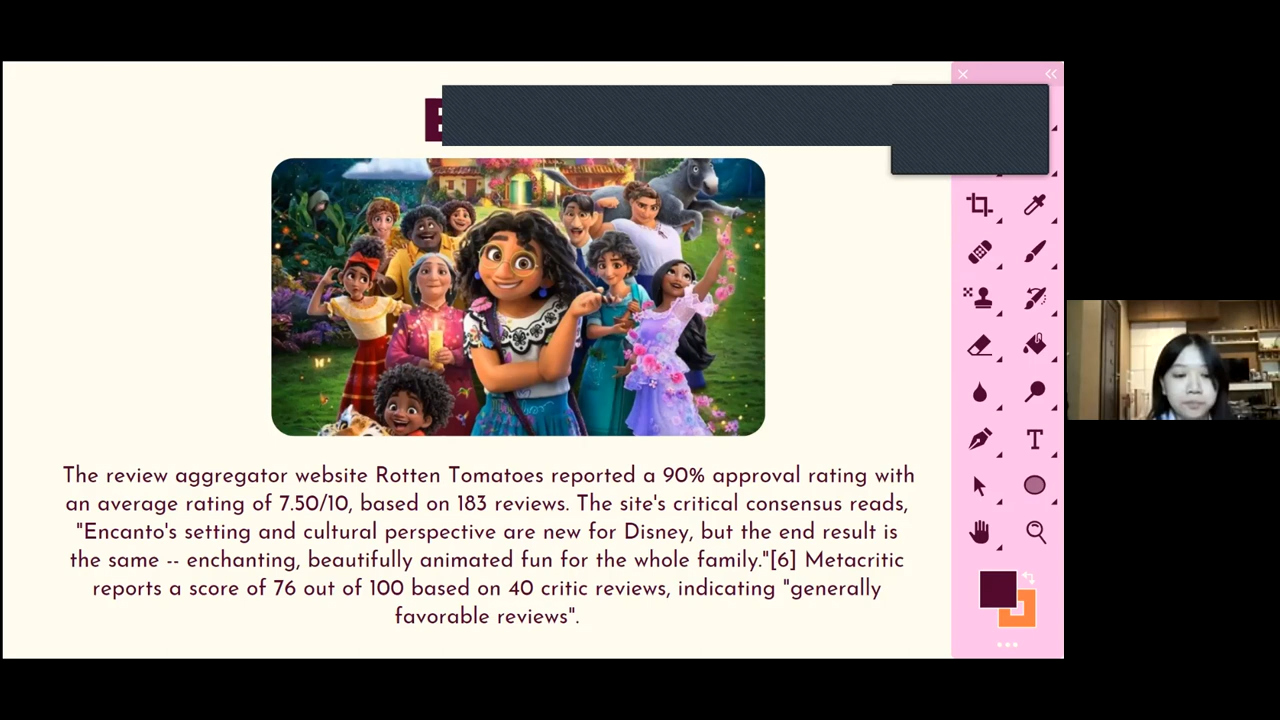 The review aggregator website Rotten Tomatoes reported a 90% approval rating with
an average rating of 7.50/10, based on 183 reviews. The site's critical consensus reads,
"Encanto's setting and cultural perspective are new for Disney, but the end result is
the same -- enchanting, beautifully animated fun for the whole family."[6] Metacritic
reports a score of 76 out of 100 based on 40 critic reviews, indicating "generally
favorable reviews".